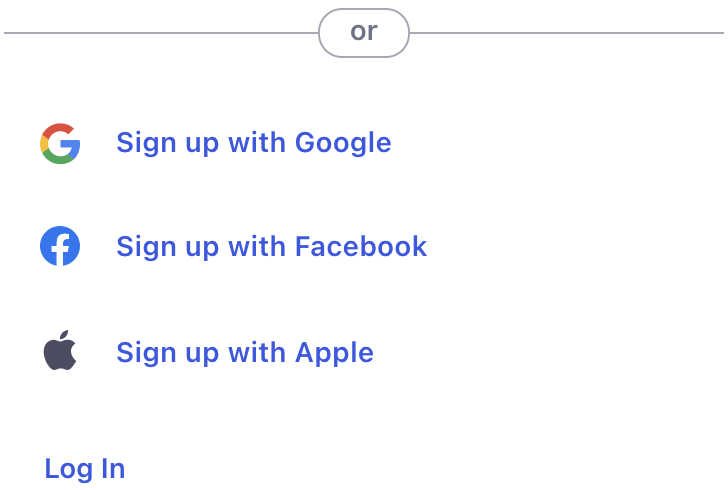 or
Sign up with Google
Sign up with Facebook
Sign up with Apple
Log In